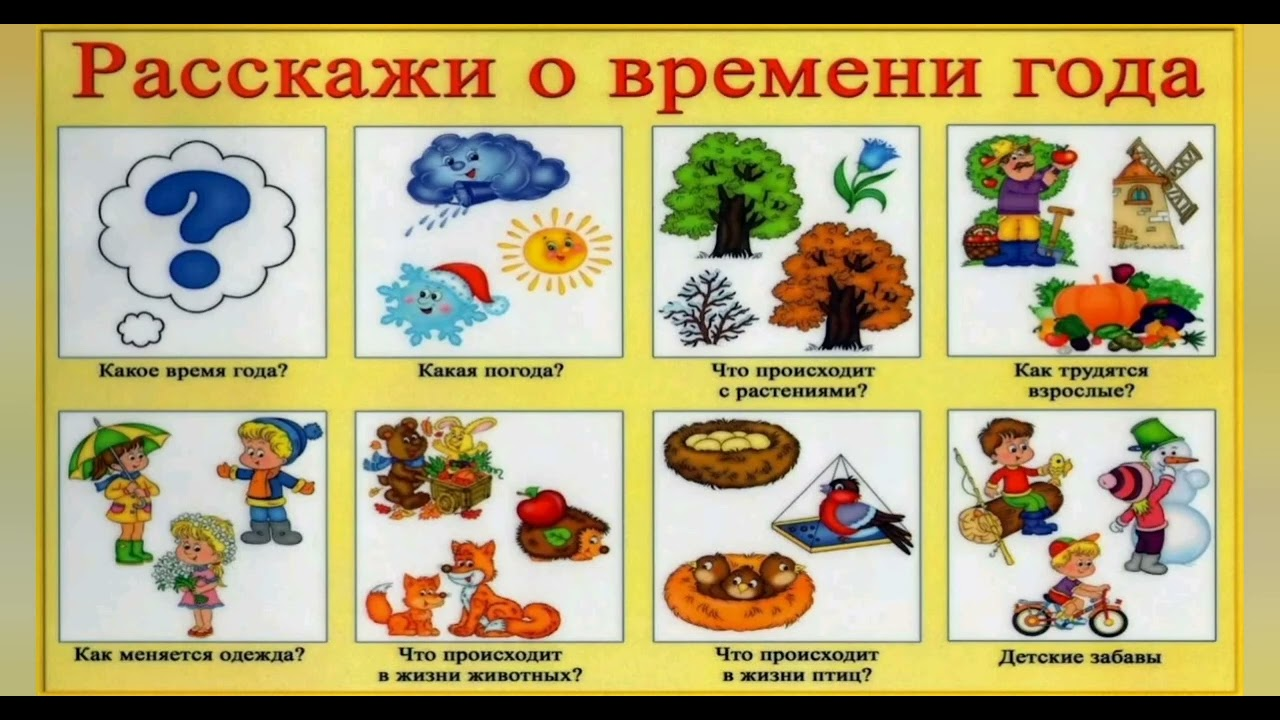 Расскажи о времени года
Какое время года?
Какая погода?
Что происходит
с растениями?
Как трудятся
взрослые?
Как меняется одежда?
Что происходит
в жизни животных?
Что происходит
в жизни птиц?
Детские забавы